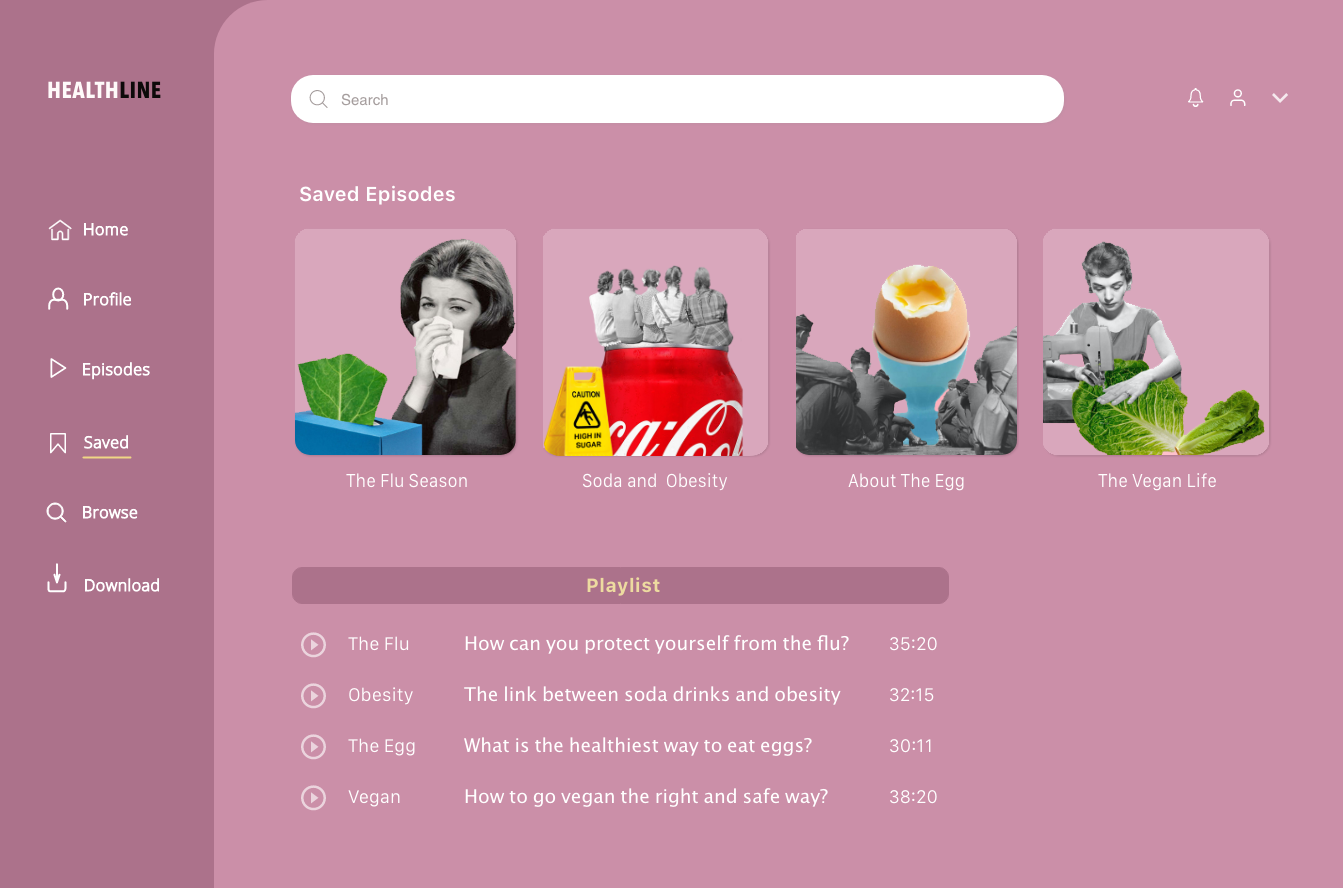 HEALTHLINE
Search
Home
Profile
Episodes
Saved
Browse
Download
Saved Episodes
CAUTION
HIGH IN
SUGAR
ca-Col
The Flu Season
Soda and Obesity
About The Egg
The Vegan Life
Playlist
The Flu How can you protect yourself from the flu? 35:20
Obesity The link between soda drinks and obesity 32:15
The Egg What is the healthiest way to eat eggs? 30:11
Vegan How to go vegan the right and safe way? 38:20